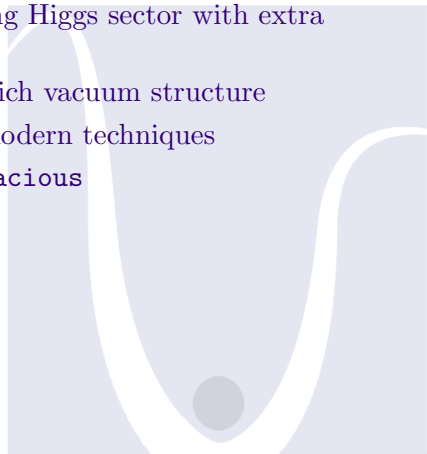 g Higgs sector with extra
ich vacuum structure
odern techniques
acious